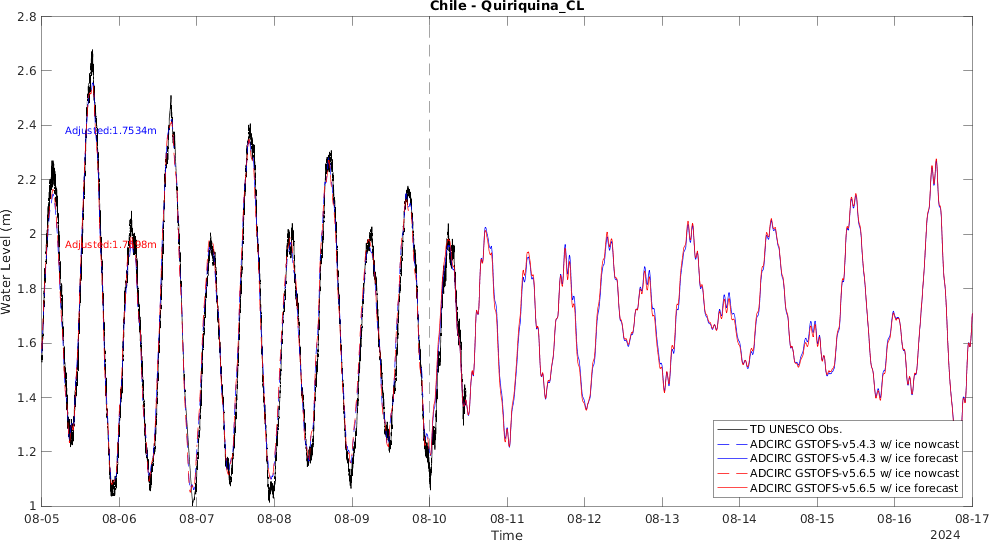 Chile - Quiriquina_CL
2.8
2.6
2.4
2.2
2
1.8
1.6
1.4
1.2
1
Water Level (m)
Adjusted:1.7534m
08-05
08-06
08-07
08-08
08-09
08-10
08-11
08-12
08-13
08-14
08-15
08-16
08-17
Time
2024
TD UNESCO Obs.
ADCIRC GSTOFS-v5.4.3 w/ ice nowcast
ADCIRC GSTOFS-v5.4.3 w/ ice forecast
ADCIRC GSTOFS-v5.6.5 w/ ice nowcast
ADCIRC GSTOFS-v5.6.5 w/ ice forecast